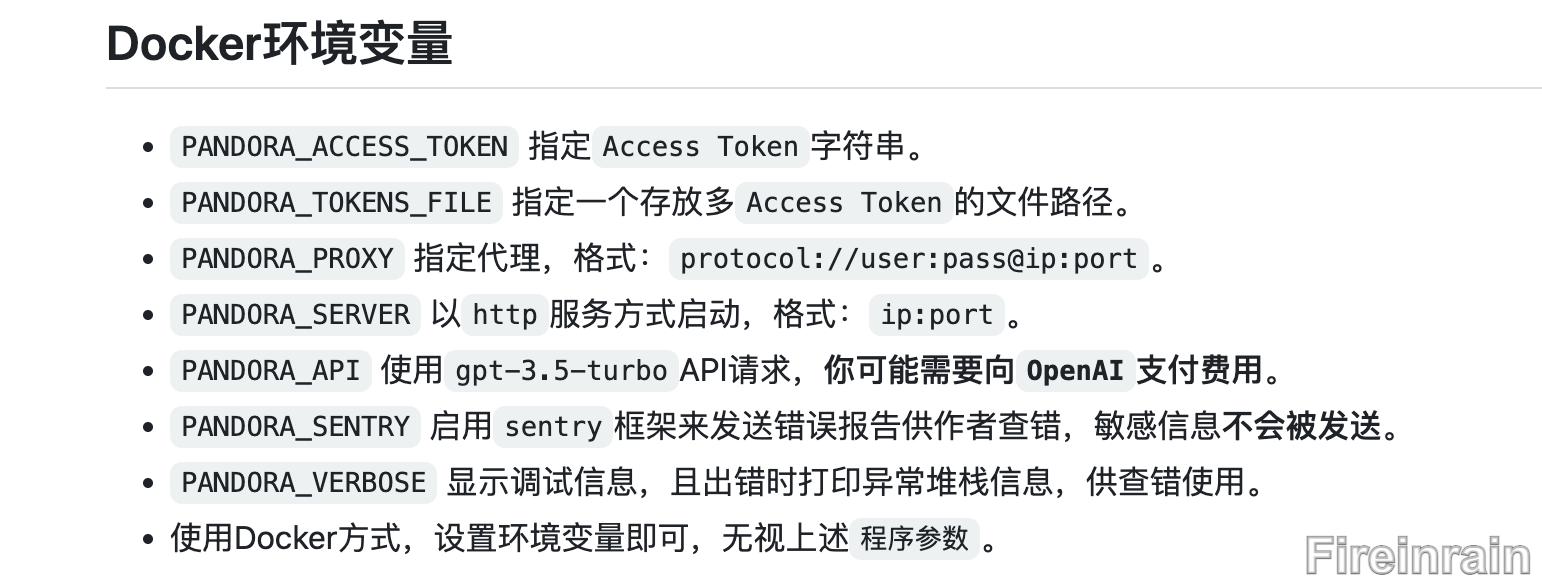 Docker环境变量
PANDORA_ACCESS_TOKEN 指定Access Token字符串。
PANDORA_TOKENS_FILE 指定一个存放多Access Token的文件路径。
PANDORA_PROXY 指定代理，格式：protocol://user:pass@ip:port。
PANDORA_SERVER 以http服务方式启动，格式：ip:port。
PANDORA_API 使用gpt-3.5-turboAPI请求，你可能需要向OpenAI支付费用。
PANDORA_SENTRY 启用sentry框架来发送错误报告供作者查错，敏感信息不会被发送。
PANDORA_VERBOSE 显示调试信息，且出错时打印异常堆栈信息，供查错使用。
使用Docker方式，设置环境变量即可，无视上述程序参数。
Fireinrain